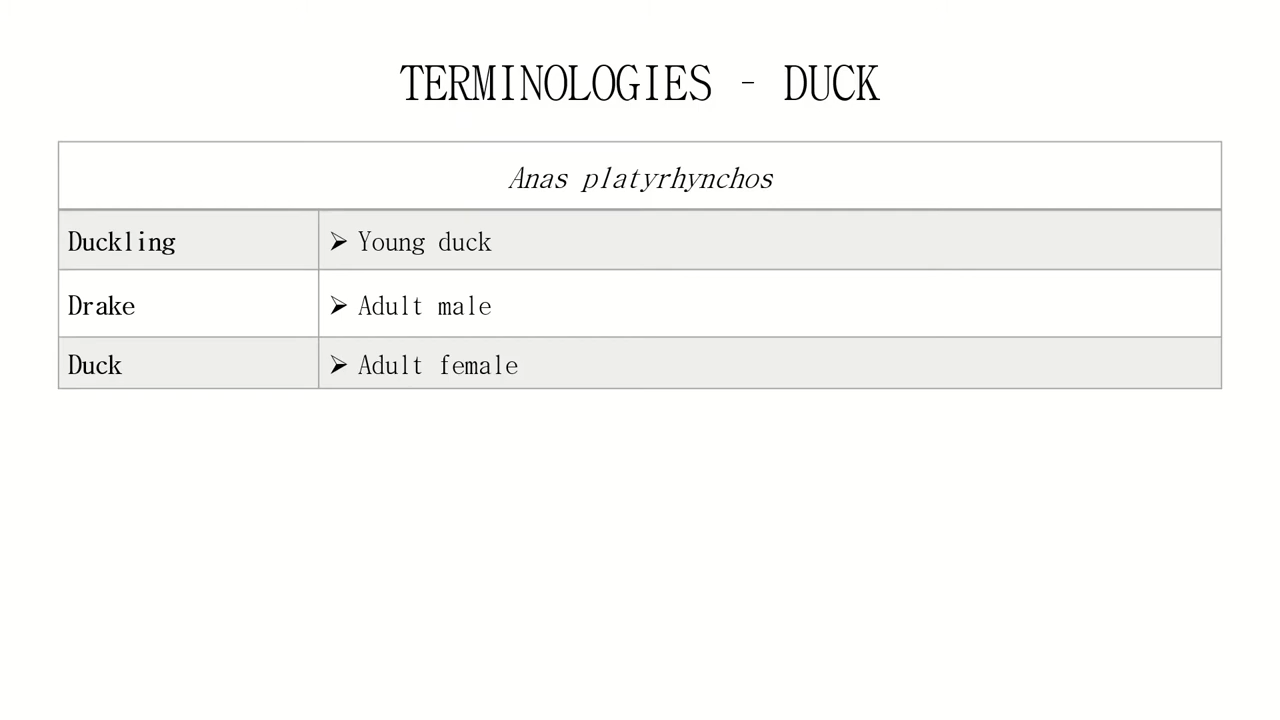 TERMINOLOGIES - DUCK
Anas platyrhynchos
Duckling ➢ Young duck
Drake ➢ Adult male
Duck ➢ Adult female